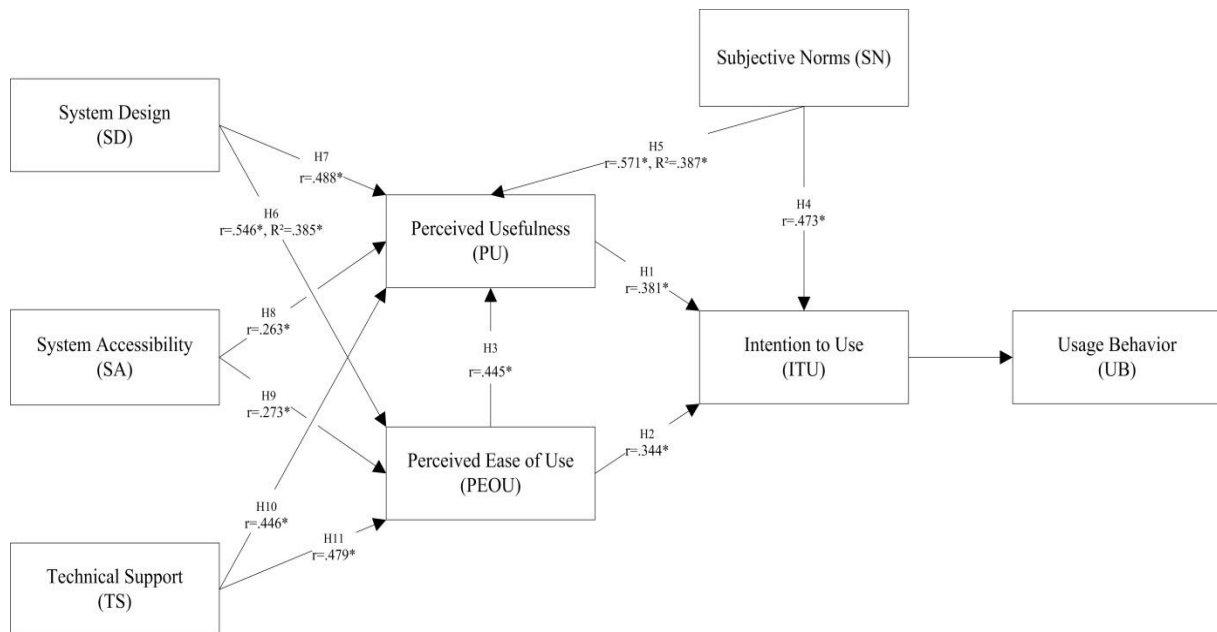 Subjective Norms (SN)
System Design
(SD)
H7
r=.488*
H5
r=.571*, R²=.387*
H6
r=.546*, R²=.385*
H4
r=.473*
Perceived Usefulness
(PU)
H1
r=.381*
H8
r=.263*
System Accessibility
(SA)
H3
r=.445*
Intention to Use
(ITU)
Usage Behavior
(UB)
H9
r=.273*
H2
r=.344*
Perceived Ease of Use
(PEOU)
H10
r=.446*
H11
r=.479*
Technical Support
(TS)